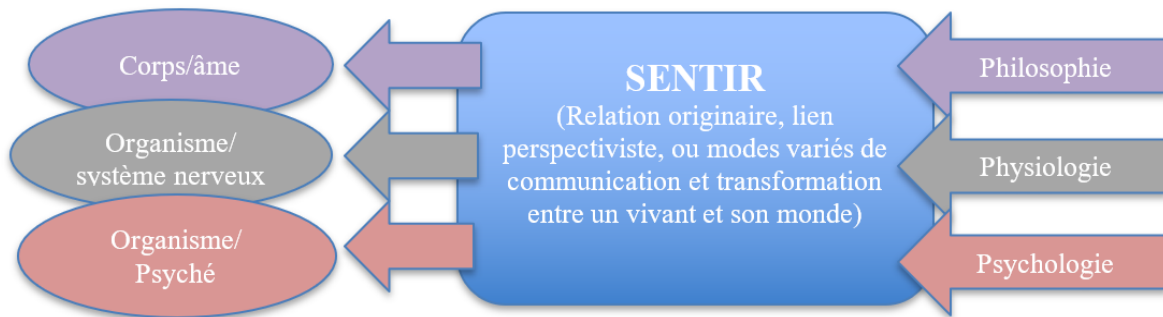 Corps/âme
Organisme/
système nerveux
Organisme/
Psyché
SENTIR
(Relation originaire, lien
perspectiviste, ou modes variés de
communication et transformation
entre un vivant et son monde)
Philosophie
Physiologie
Psychologie